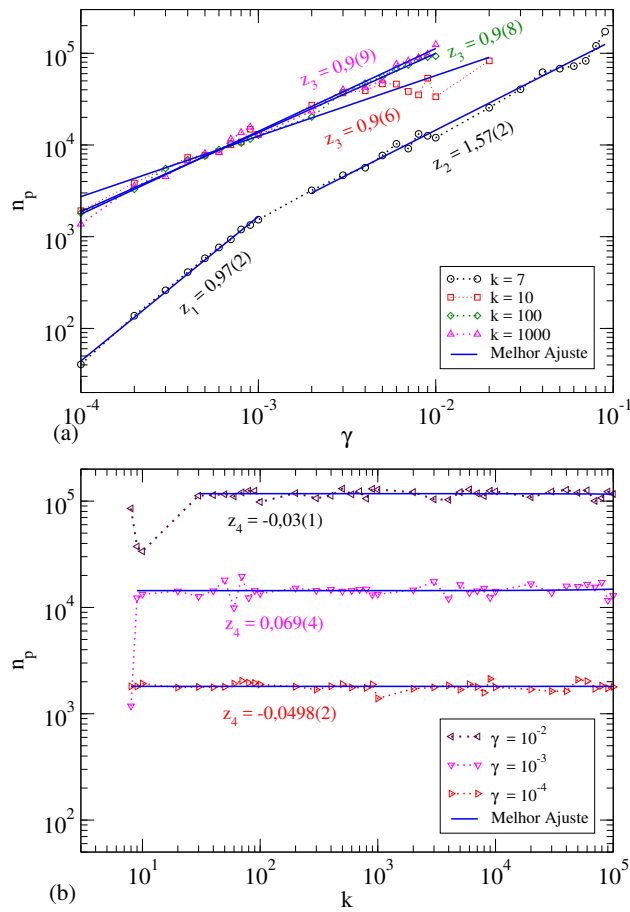 10^5
10^4
10^3
10^2
n_p
z_3 = 0,9(9)
z_3 = 0,9(8)
z_3 = 0,9(6)
z_2 = 1,57(2)
z_1 = 0,97(2)
k = 7
k = 10
k = 100
k = 1000
Melhor Ajuste
10^-4
10^-3
10^-2
10^-1
(a)
γ
10^5
10^4
10^3
10^2
n_p
z_4 = -0,03(1)
z_4 = 0,069(4)
z_4 = -0,0498(2)
γ = 10^-2
γ = 10^-3
γ = 10^-4
Melhor Ajuste
10^1
10^2
10^3
10^4
10^5
(b)
k